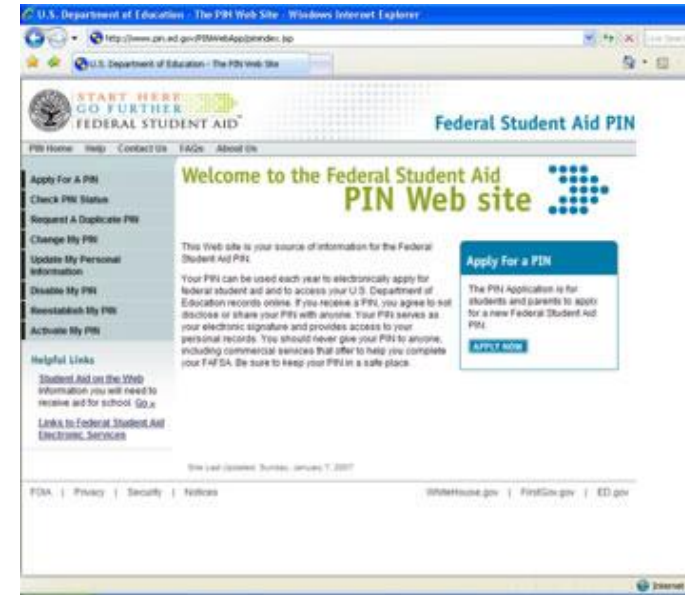 U.S. Department of Education - The PIN Web Site - Windows Internet Explorer
http://www.pin.ed.gov/PINWebApp/pinindex.jsp
U.S. Department of Education - The PIN Web Site
START HERE
GO FURTHER
FEDERAL STUDENT AID
Federal Student Aid PIN
PIN Home Help Contact Us FAQs About Us
Apply For A PIN
Check PIN Status
Request A Duplicate PIN
Change My PIN
Update My Personal
Information
Disable My PIN
Reestablish My PIN
Activate My PIN
Helpful Links
Student Aid on the Web
Information you will need to
receive aid for school. Go »
Links to Federal Student Aid
Electronic Services
Welcome to the Federal Student Aid
PIN Web site
This Web site is your source of information for the Federal
Student Aid PIN.
Your PIN can be used each year to electronically apply for
federal student aid and to access your U.S. Department of
Education records online. If you receive a PIN, you agree to not
disclose or share your PIN with anyone. Your PIN serves as
your electronic signature and provides access to your
personal records. You should never give your PIN to anyone,
including commercial services that offer to help you complete
your FAFSA. Be sure to keep your PIN in a safe place.
Apply For a PIN
The PIN Application is for
students and parents to apply
for a new Federal Student Aid
PIN.
APPLY NOW
Site Last Updated: Sunday, January 7, 2007
FOIA | Privacy | Security | Notices
WhiteHouse.gov | FirstGov.gov | ED.gov
Internet